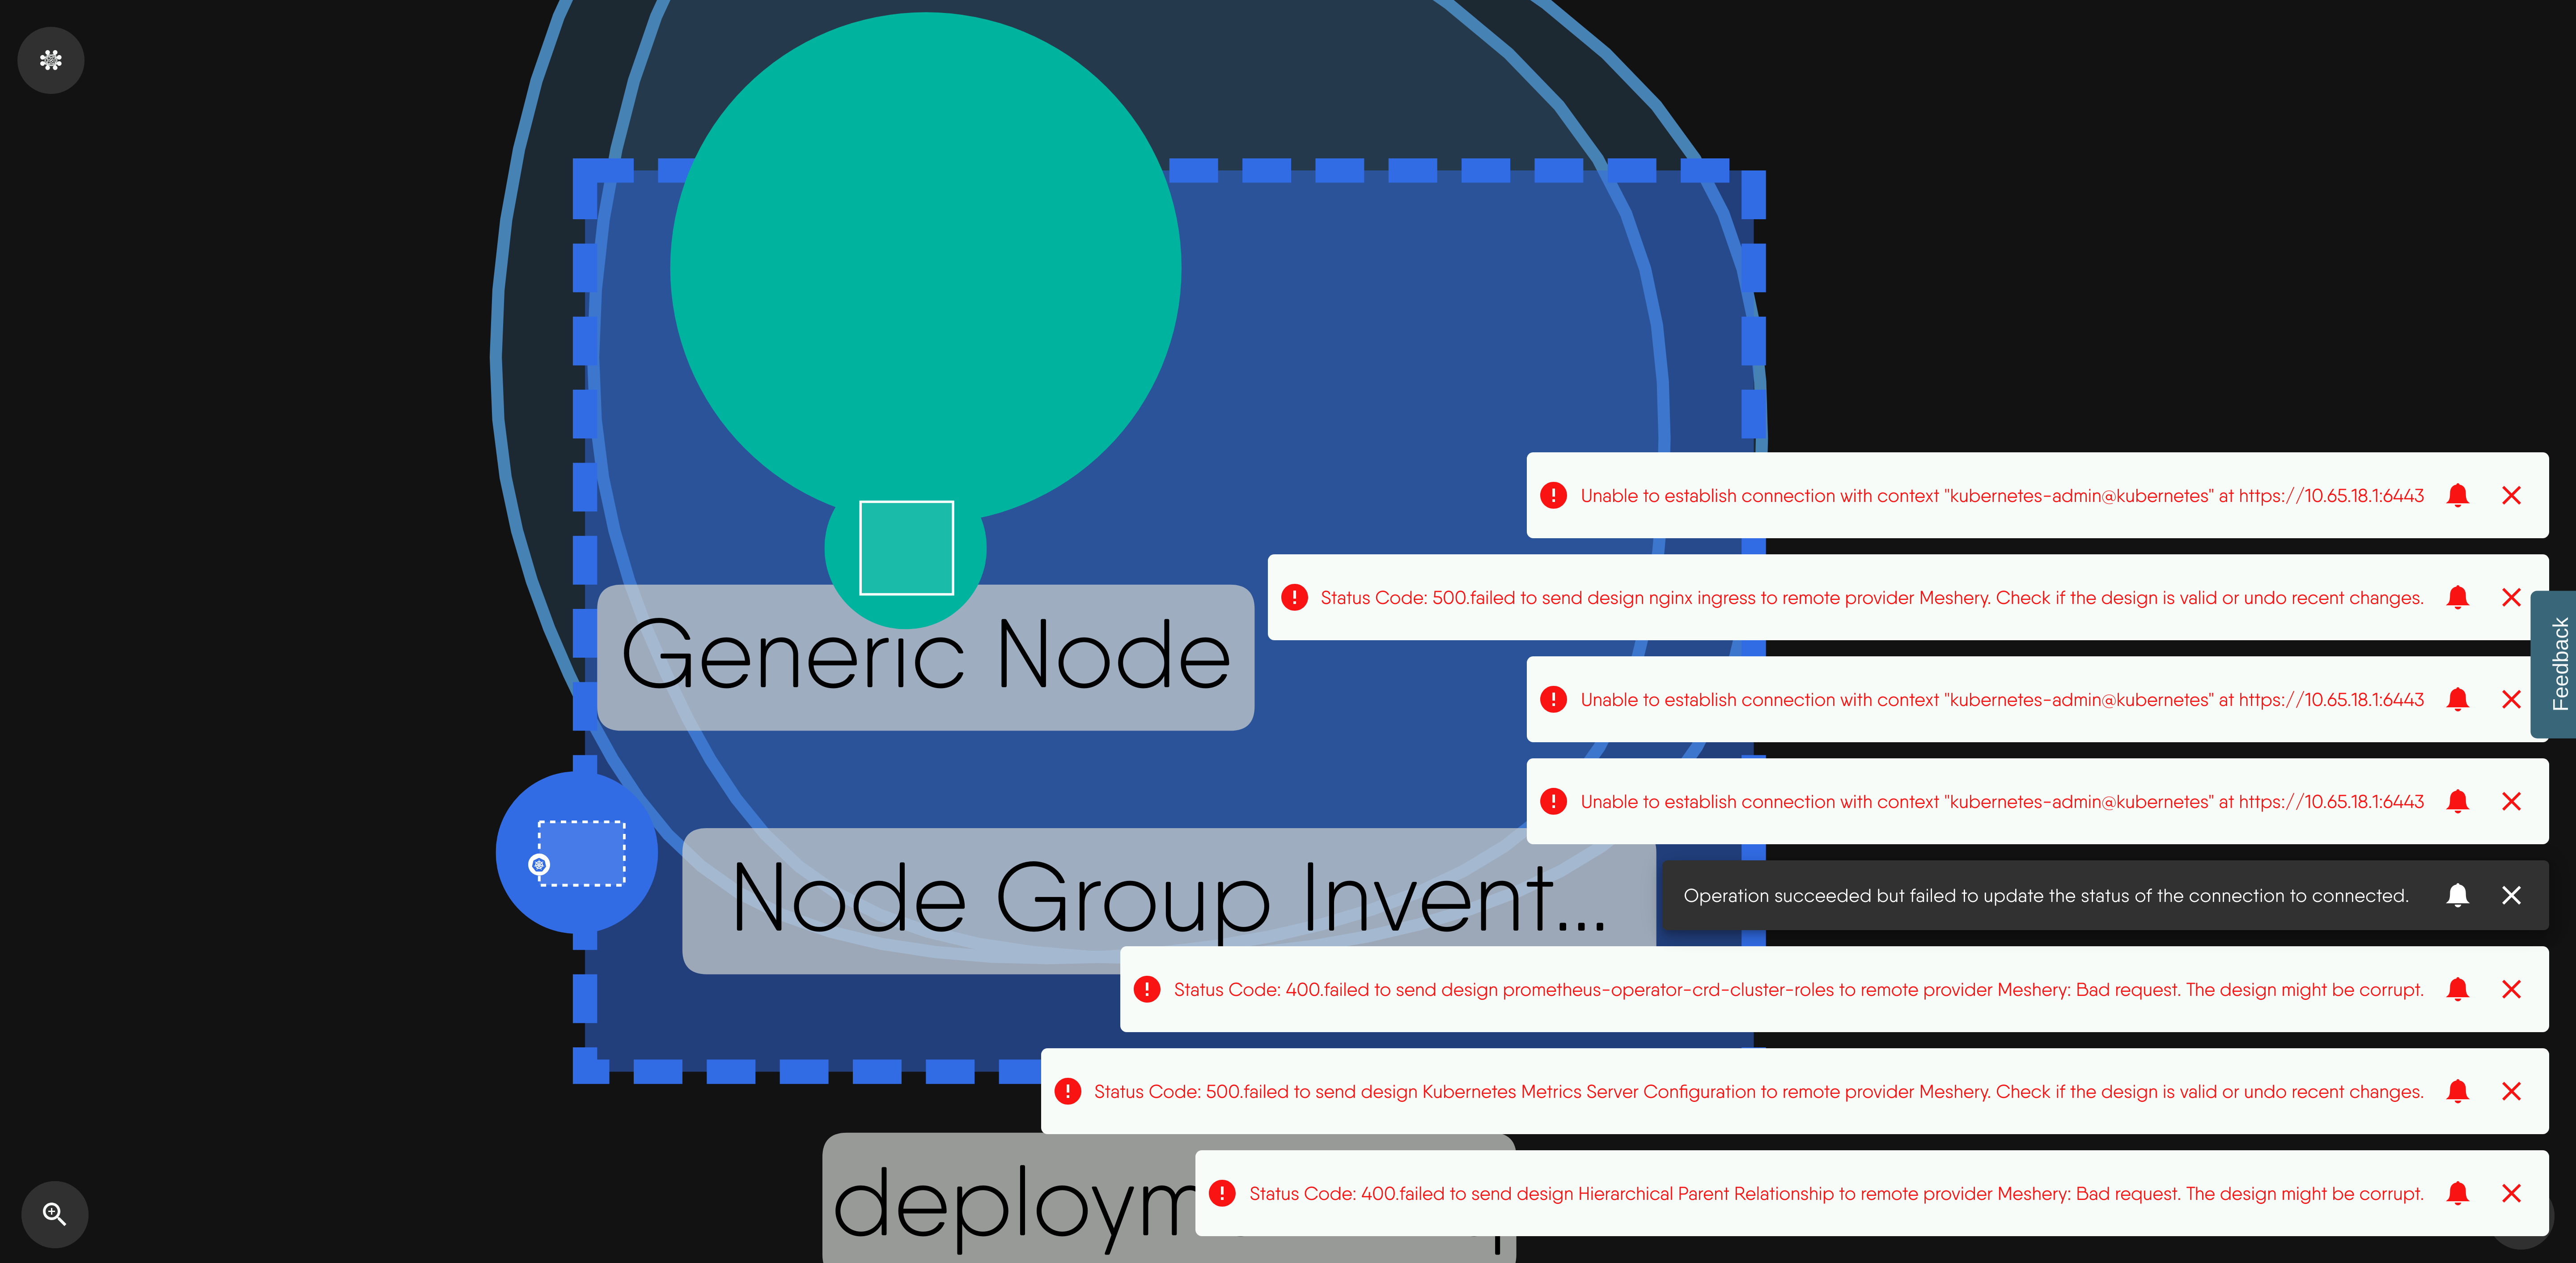 Unable to establish connection with context "kubernetes-admin@kubernetes" at https://10.65.18.1:6443
Status Code: 500.failed to send design nginx ingress to remote provider Meshery. Check if the design is valid or undo recent changes.
Feedback
Generic Node
Unable to establish connection with context "kubernetes-admin@kubernetes" at https://10.65.18.1:6443
Unable to establish connection with context "kubernetes-admin@kubernetes" at https://10.65.18.1:6443
Node Group Invent...
Operation succeeded but failed to update the status of the connection to connected.
Status Code: 400.failed to send design prometheus-operator-crd-cluster-roles to remote provider Meshery: Bad request. The design might be corrupt.
Status Code: 500.failed to send design Kubernetes Metrics Server Configuration to remote provider Meshery. Check if the design is valid or undo recent changes.
Status Code: 400.failed to send design Hierarchical Parent Relationship to remote provider Meshery: Bad request. The design might be corrupt.